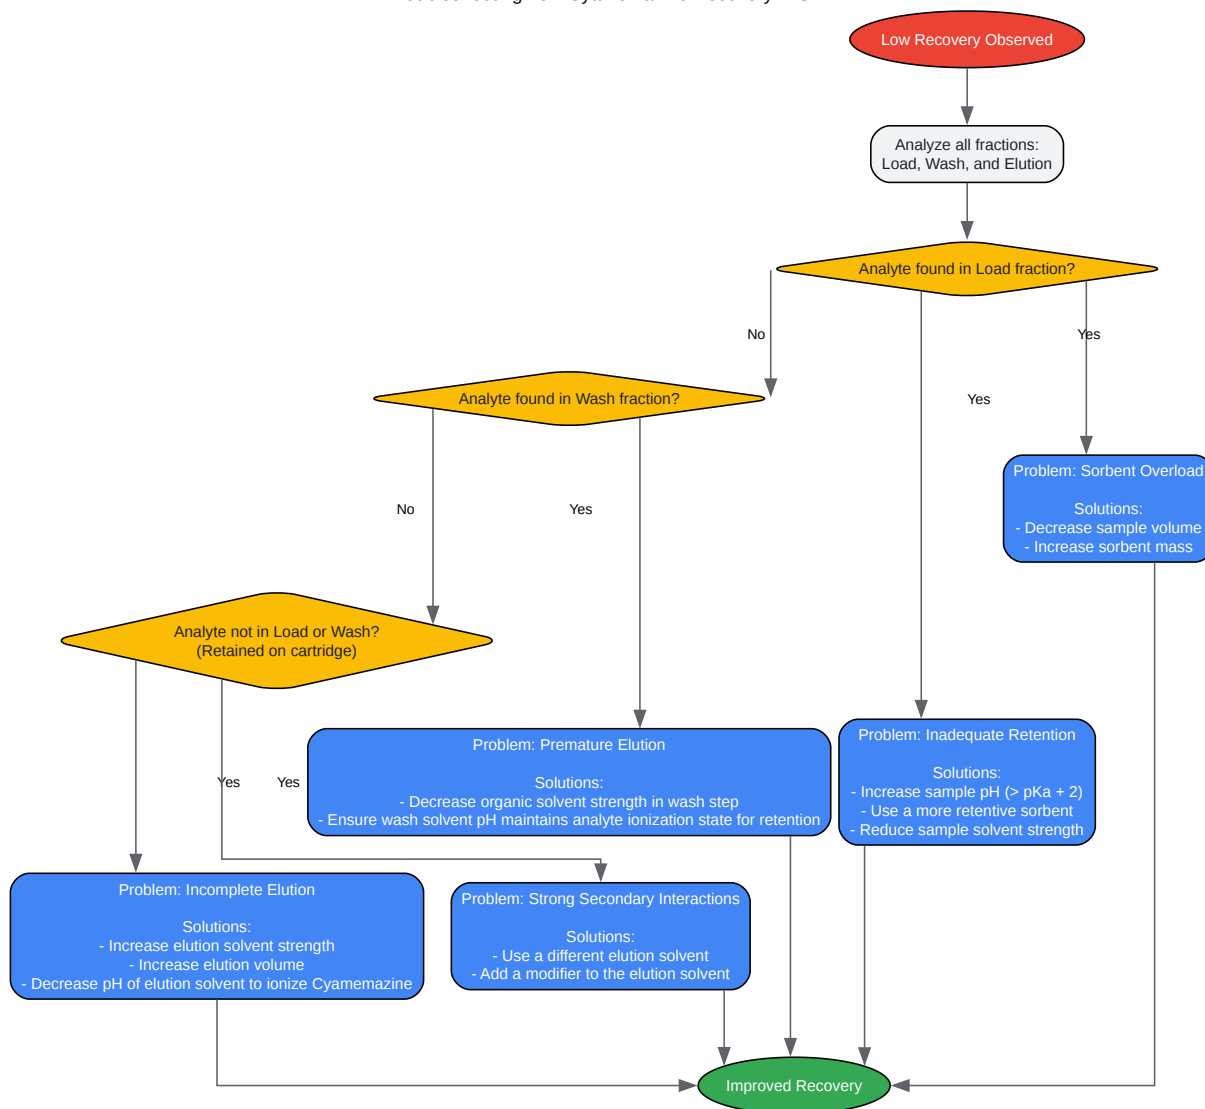 Low Recovery Observed
Analyze all fractions:
Load, Wash, and Elution
Analyte found in Load fraction?
No
Yes
Analyte found in Wash fraction?
Yes
Problem: Sorbent Overload
Solutions:
- Decrease sample volume
- Increase sorbent mass
No
Yes
Analyte not in Load or Wash?
(Retained on cartridge)
Problem: Inadequate Retention
Solutions:
- Increase sample pH (> pKa + 2)
- Use a more retentive sorbent
- Reduce sample solvent strength
Problem: Premature Elution
Solutions:
- Decrease organic solvent strength in wash step
- Ensure wash solvent pH maintains analyte ionization state for retention
Yes
Yes
Problem: Incomplete Elution
Solutions:
- Increase elution solvent strength
- Increase elution volume
- Decrease pH of elution solvent to ionize Cyamemazine
Problem: Strong Secondary Interactions
Solutions:
- Use a different elution solvent
- Add a modifier to the elution solvent
Improved Recovery